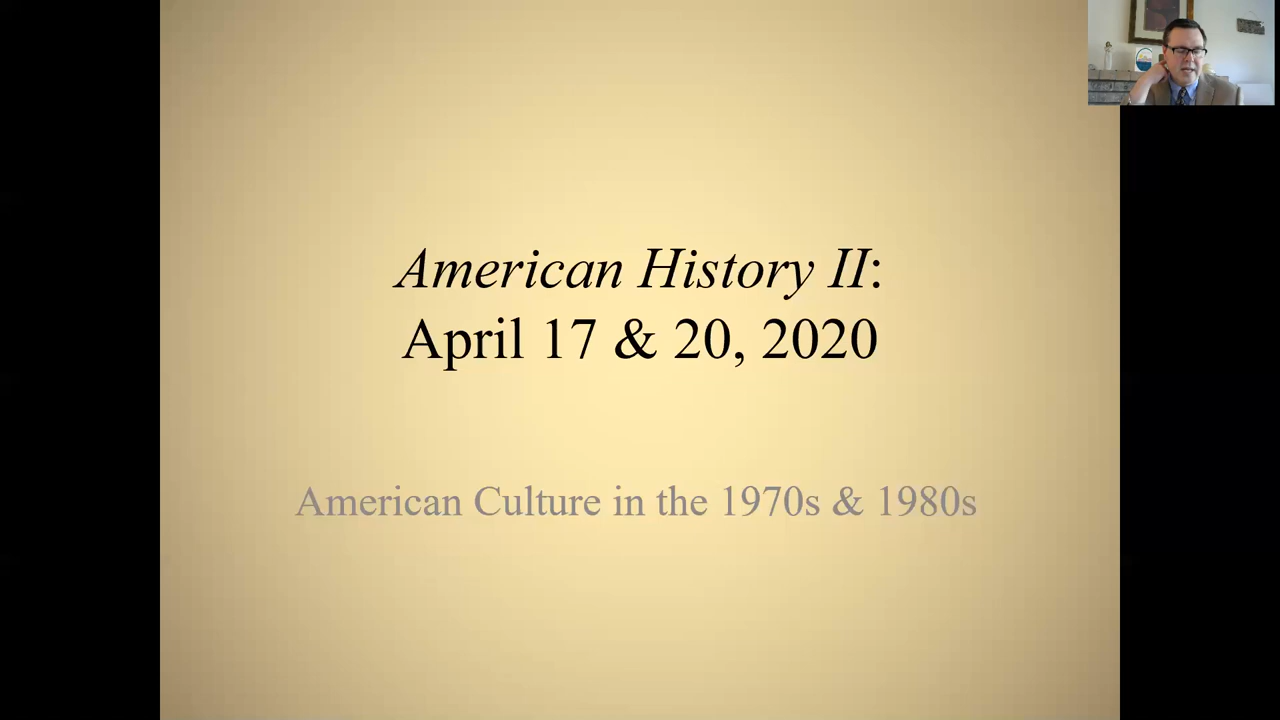 American History II:
April 17 & 20, 2020
American Culture in the 1970s & 1980s